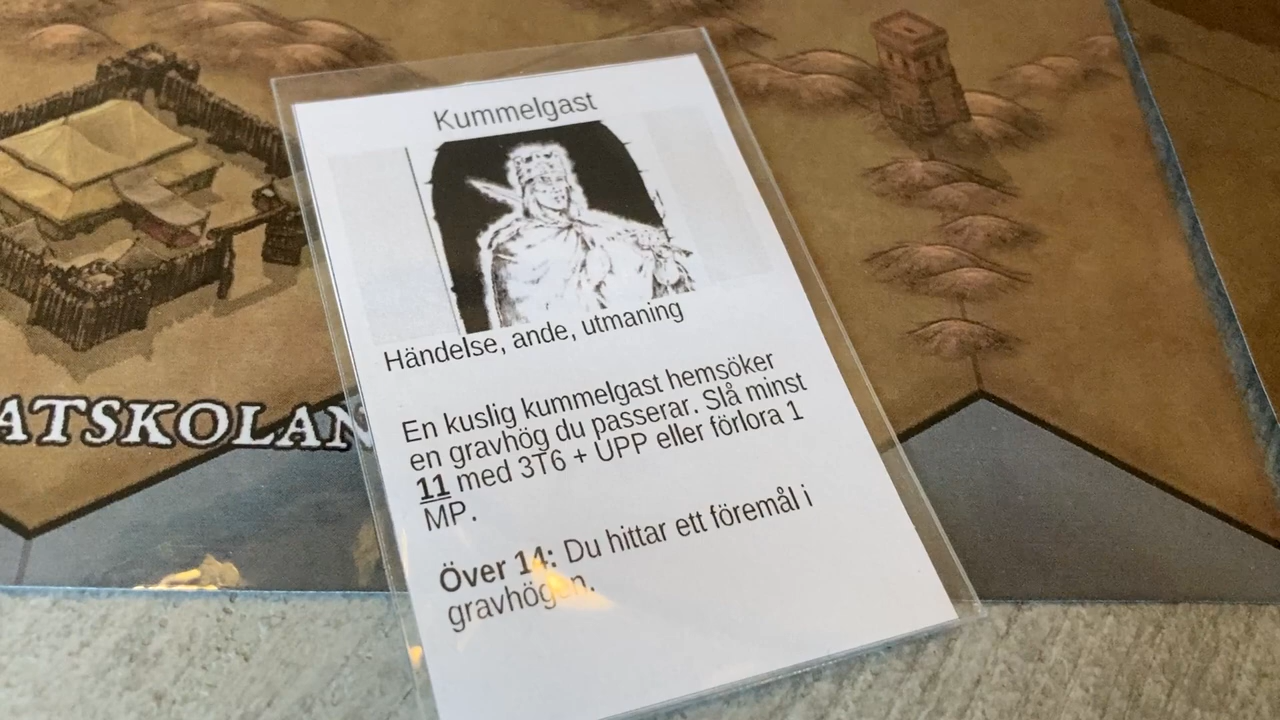 Kummelgast
Händelse, ande, utmaning
En kuslig kummelgast hemsöker
en gravhög du passerar. Slå minst
11 med 3T6 + UPP eller förlora 1
MP.
Över 14: Du hittar ett föremål i
gravhögen.
ATSKOLAN